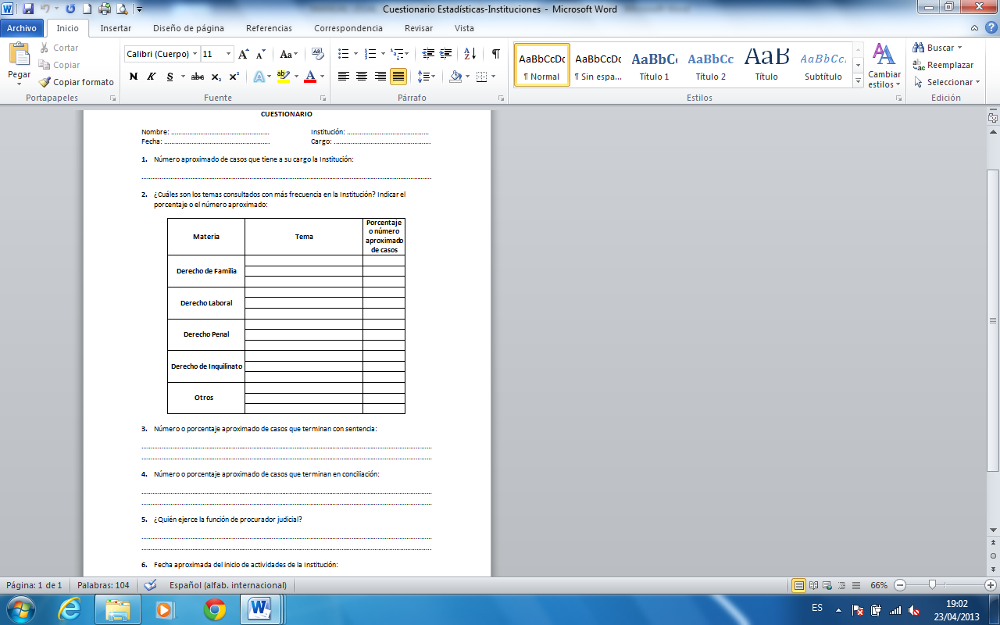 Cuestionario Estadísticas-Instituciones - Microsoft Word
Archivo Inicio Insertar Diseño de página Referencias Correspondencia Revisar Vista
Pegar
Cortar
Copiar
Copiar formato
Portapapeles
Calibri (Cuerpo) 11 A A Aa
N K S abc x₂ x² A ab A
Fuente
Párrafo
AaBbCcDc AaBbCcDc AaBbCc AaBbCc AaB AaBbCc.
¶ Normal ¶ Sin espa... Título 1 Título 2 Título Subtítulo
Cambiar
estilos
Estilos
Buscar
Reemplazar
Seleccionar
Edición
CUESTIONARIO
Nombre: ........................................ Institución: ........................................
Fecha: ........................................ Cargo: ........................................
1. Número aproximado de casos que tiene a su cargo la Institución:
................................................................................
2. ¿Cuáles son los temas consultados con más frecuencia en la Institución? Indicar el
porcentaje o el número aproximado:
Materia Tema Porcentaje
o número
aproximado
de casos
Derecho de Familia
Derecho Laboral
Derecho Penal
Derecho de Inquilinato
Otros
3. Número o porcentaje aproximado de casos que terminan con sentencia:
................................................................................
................................................................................
4. Número o porcentaje aproximado de casos que terminan en conciliación:
................................................................................
................................................................................
5. ¿Quién ejerce la función de procurador judicial?
................................................................................
................................................................................
6. Fecha aproximada del inicio de actividades de la Institución:
Página: 1 de 1 Palabras: 104 Español (alfab. internacional) 66%
ES 19:02
23/04/2013